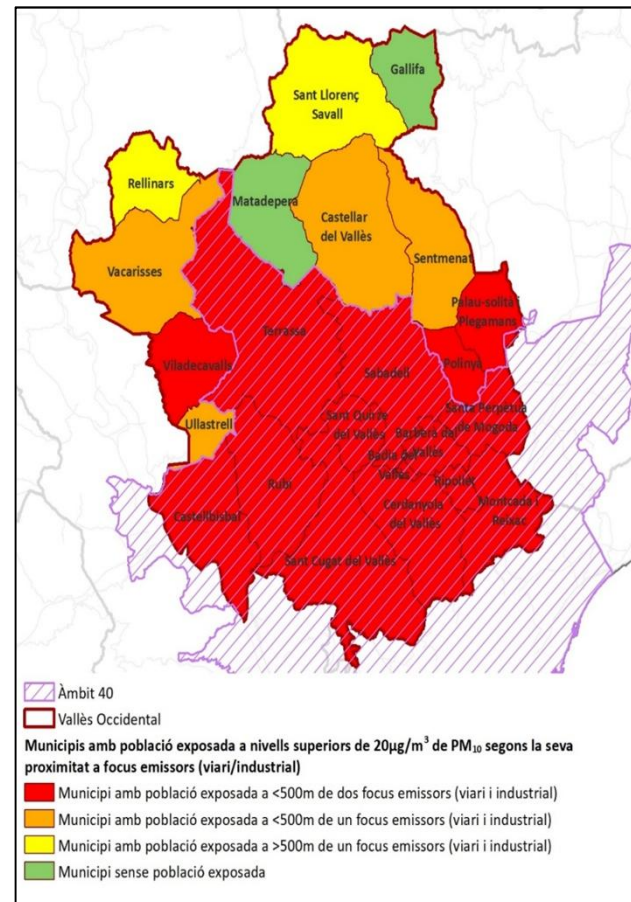 Gallifa
Sant Llorenç
Savall
Rellinars
Matadepera
Castellar
del Vallès
Sentmenat
Vacarisses
Palau-solità i
Plegamans
Terrassa
Viladecavalls
Polinyà
Sabadell
Ullastrell
Sant Quirze
del Vallès
Santa Perpètua
de Mogoda
Barberà del
Vallès
Badia del
Vallès
Rubí
Ripollet
Castellbisbal
Cerdanyola
del Vallès
Montcada i
Reixac
Sant Cugat del Vallès
Àmbit 40
Vallès Occidental
Municipis amb població exposada a nivells superiors de 20µg/m³ de PM₁₀ segons la seva
proximitat a focus emissors (viari/industrial)
Municipi amb població exposada a <500m de dos focus emissors (viari i industrial)
Municipi amb població exposada a <500m de un focus emissors (viari i industrial)
Municipi amb població exposada a >500m de un focus emissors (viari i industrial)
Municipi sense població exposada